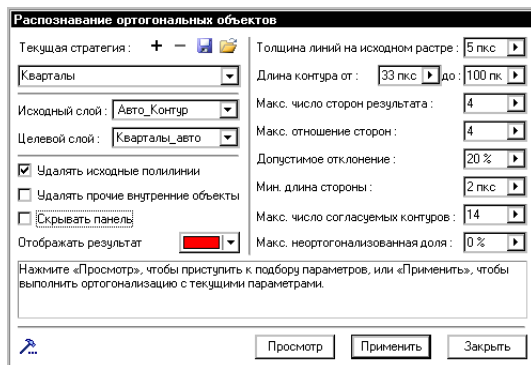 Распознавание ортогональных объектов
Текущая стратегия :
Кварталы
Исходный слой : Авто_Контур
Целевой слой : Кварталы_авто
Удалять исходные полилинии
Удалять прочие внутренние объекты
Скрывать панель
Отображать результат
Толщина линий на исходном растре : 5 пкс
Длина контура от : 33 пкс до : 100 пк
Макс. число сторон результата : 4
Макс. отношение сторон : 4
Допустимое отклонение : 20 %
Мин. длина стороны : 2 пкс
Макс. число согласуемых контуров : 14
Макс. неортогонализованная доля : 0 %
Нажмите «Просмотр», чтобы приступить к подбору параметров, или «Применить», чтобы
выполнить ортогонализацию с текущими параметрами.
Просмотр Применить Закрыть